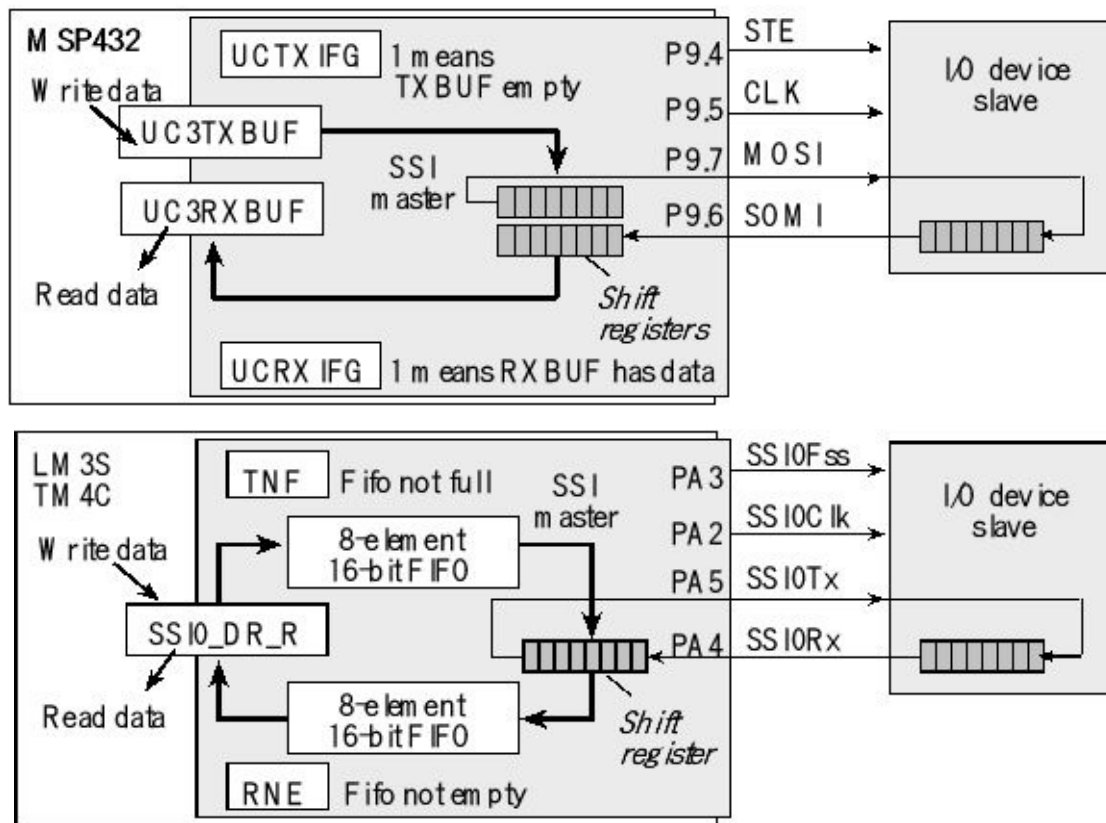 MSP432
Write data
UCTXIFG
1 means
TXBUF empty
UC3TXBUF
UC3RXBUF
Read data
SSI
master
Shift
registers
UCRXIFG
1 means RXBUF has data
P9.4
STE
P9.5
CLK
P9.7
MOSI
P9.6
SOMI
I/O device
slave
LM3S
TM4C
Write data
TNF
Fifo not full
SSI
master
8-element
16-bit FIFO
SSI0_DR_R
Read data
8-element
16-bit FIFO
Shift
register
RNE
Fifo not empty
PA3
SSI0Fss
PA2
SSI0Clk
PA5
SSI0Tx
PA4
SSI0Rx
I/O device
slave